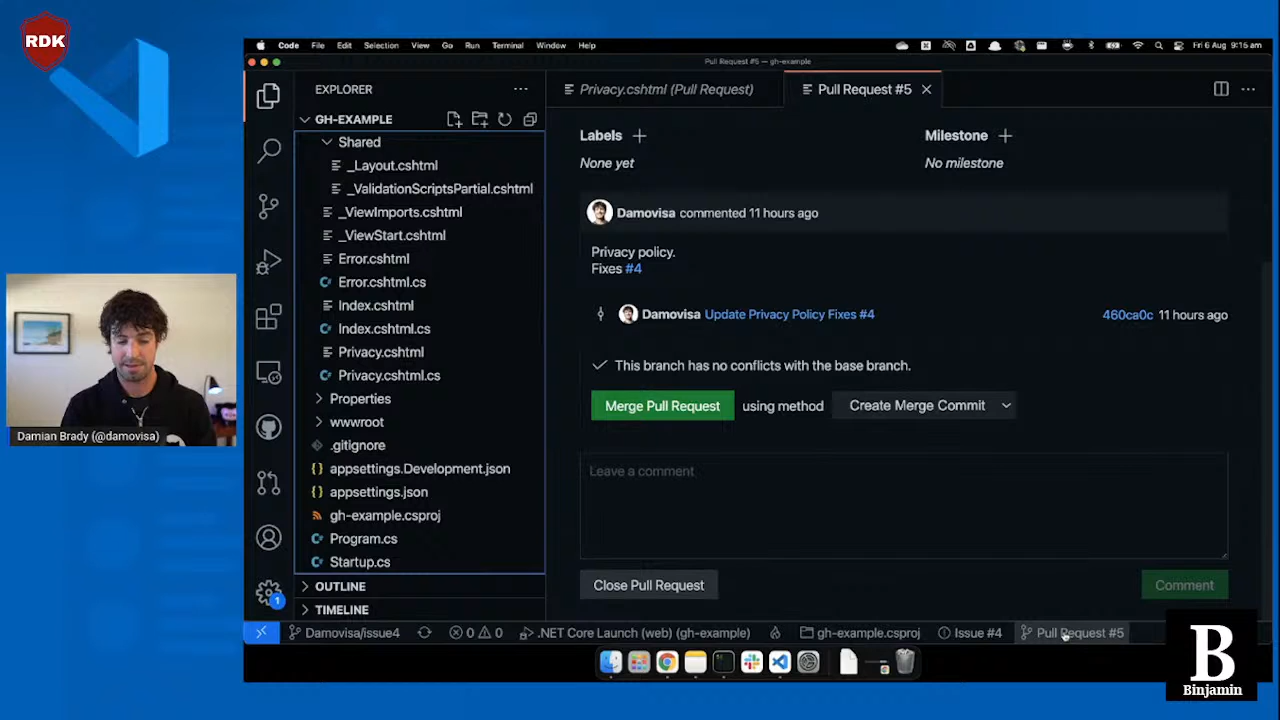 RDK
Code File Edit Selection View Go Run Terminal Window Help
Fri 6 Aug 9:15 am
Pull Request #5 — gh-example
EXPLORER
GH-EXAMPLE
Shared
_Layout.cshtml
_ValidationScriptsPartial.cshtml
_ViewImports.cshtml
_ViewStart.cshtml
Error.cshtml
Error.cshtml.cs
Index.cshtml
Index.cshtml.cs
Privacy.cshtml
Privacy.cshtml.cs
Properties
wwwroot
.gitignore
appsettings.Development.json
appsettings.json
gh-example.csproj
Program.cs
Startup.cs
OUTLINE
TIMELINE
1
Privacy.cshtml (Pull Request)
Pull Request #5
Labels
Milestone
None yet
No milestone
Damovisa commented 11 hours ago
Privacy policy.
Fixes #4
Damovisa Update Privacy Policy Fixes #4 460ca0c 11 hours ago
This branch has no conflicts with the base branch.
Merge Pull Request using method Create Merge Commit
Leave a comment
Close Pull Request
Comment
Damovisa/issue4 0 0 .NET Core Launch (web) (gh-example) gh-example.csproj Issue #4 Pull Request #5
Damian Brady (@damovisa)
B
Binjamin